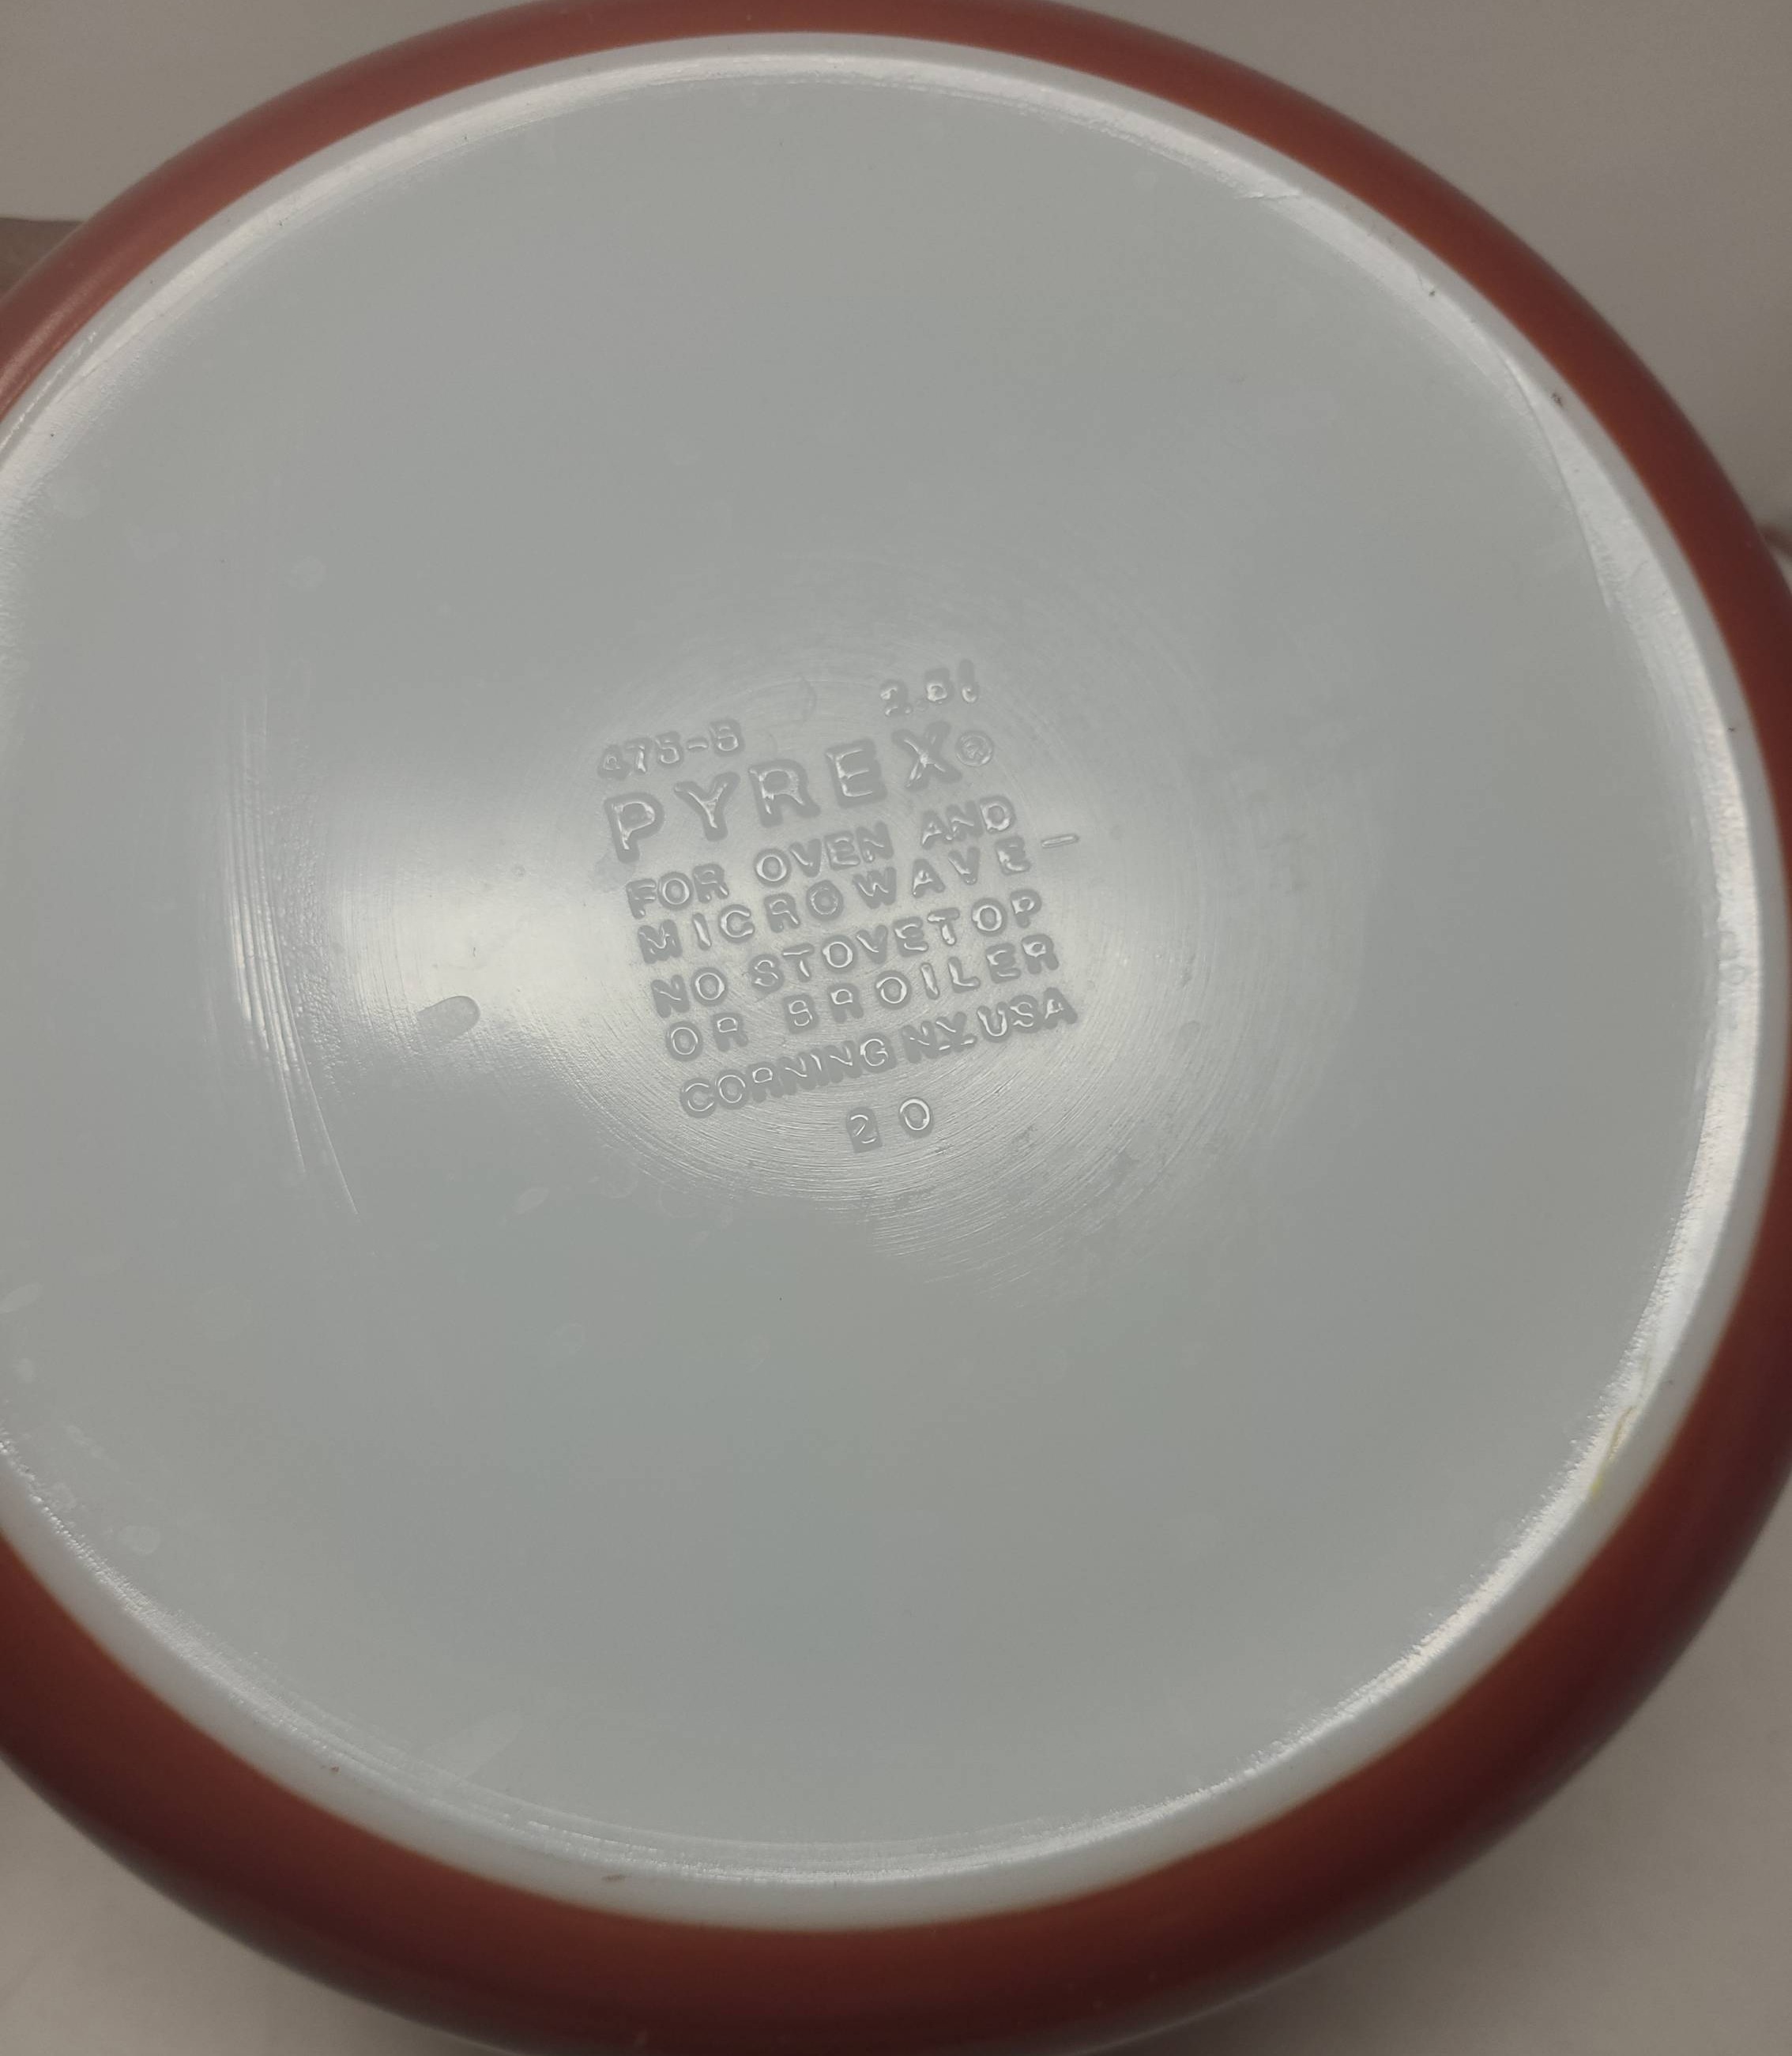 475-B 2.5l
PYREX®
FOR OVEN AND
MICROWAVE –
NO STOVETOP
OR BROILER
CORNING N.Y. USA
20